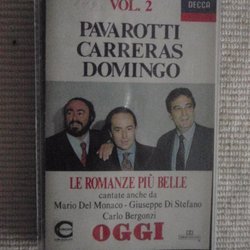 VOL. 2
DECCA
PAVAROTTI
CARRERAS
DOMINGO
LE ROMANZE PIÙ BELLE
cantate anche da
Mario Del Monaco - Giuseppe Di Stefano
Carlo Bergonzi
OGGI